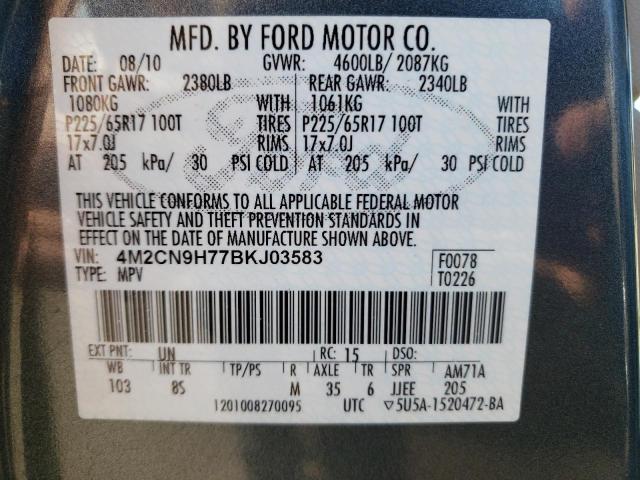 MFD. BY FORD MOTOR CO.
DATE: 08/10 GVWR: 4600LB/ 2087KG
FRONT GAWR: 2380LB REAR GAWR: 2340LB
1080KG WITH 1061KG WITH
P225/65R17 100T TIRES P225/65R17 100T TIRES
17x7.0J RIMS 17x7.0J RIMS
AT 205 kPa/ 30 PSI COLD AT 205 kPa/ 30 PSI COLD
Ford
THIS VEHICLE CONFORMS TO ALL APPLICABLE FEDERAL MOTOR
VEHICLE SAFETY AND THEFT PREVENTION STANDARDS IN
EFFECT ON THE DATE OF MANUFACTURE SHOWN ABOVE.
VIN: 4M2CN9H77BKJ03583 F0078
TYPE: MPV T0226
EXT PNT: UN RC: 15 DSO:
WB INT TR TP/PS R AXLE TR SPR AM71A
103 8S M 35 6 JJEE 205
1201008270095 UTC ▽5U5A-1520472-BA